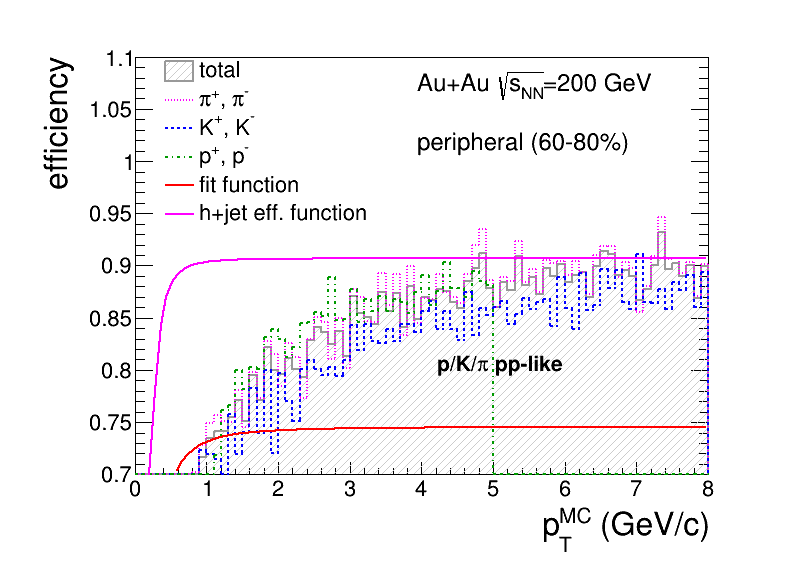 efficiency
1.1
1.05
1
0.95
0.9
0.85
0.8
0.75
0.7
total
π⁺, π⁻
K⁺, K⁻
p⁺, p⁻
fit function
h+jet eff. function
Au+Au √s_NN=200 GeV
peripheral (60-80%)
p/K/π pp-like
0 1 2 3 4 5 6 7 8
p_T^MC (GeV/c)